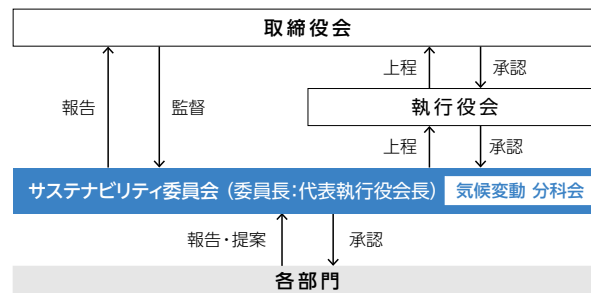 取締役会
上程
承認
報告
監督
執行役会
上程
承認
サステナビリティ委員会（委員長：代表執行役会長） 気候変動 分科会
報告・提案
承認
各部門